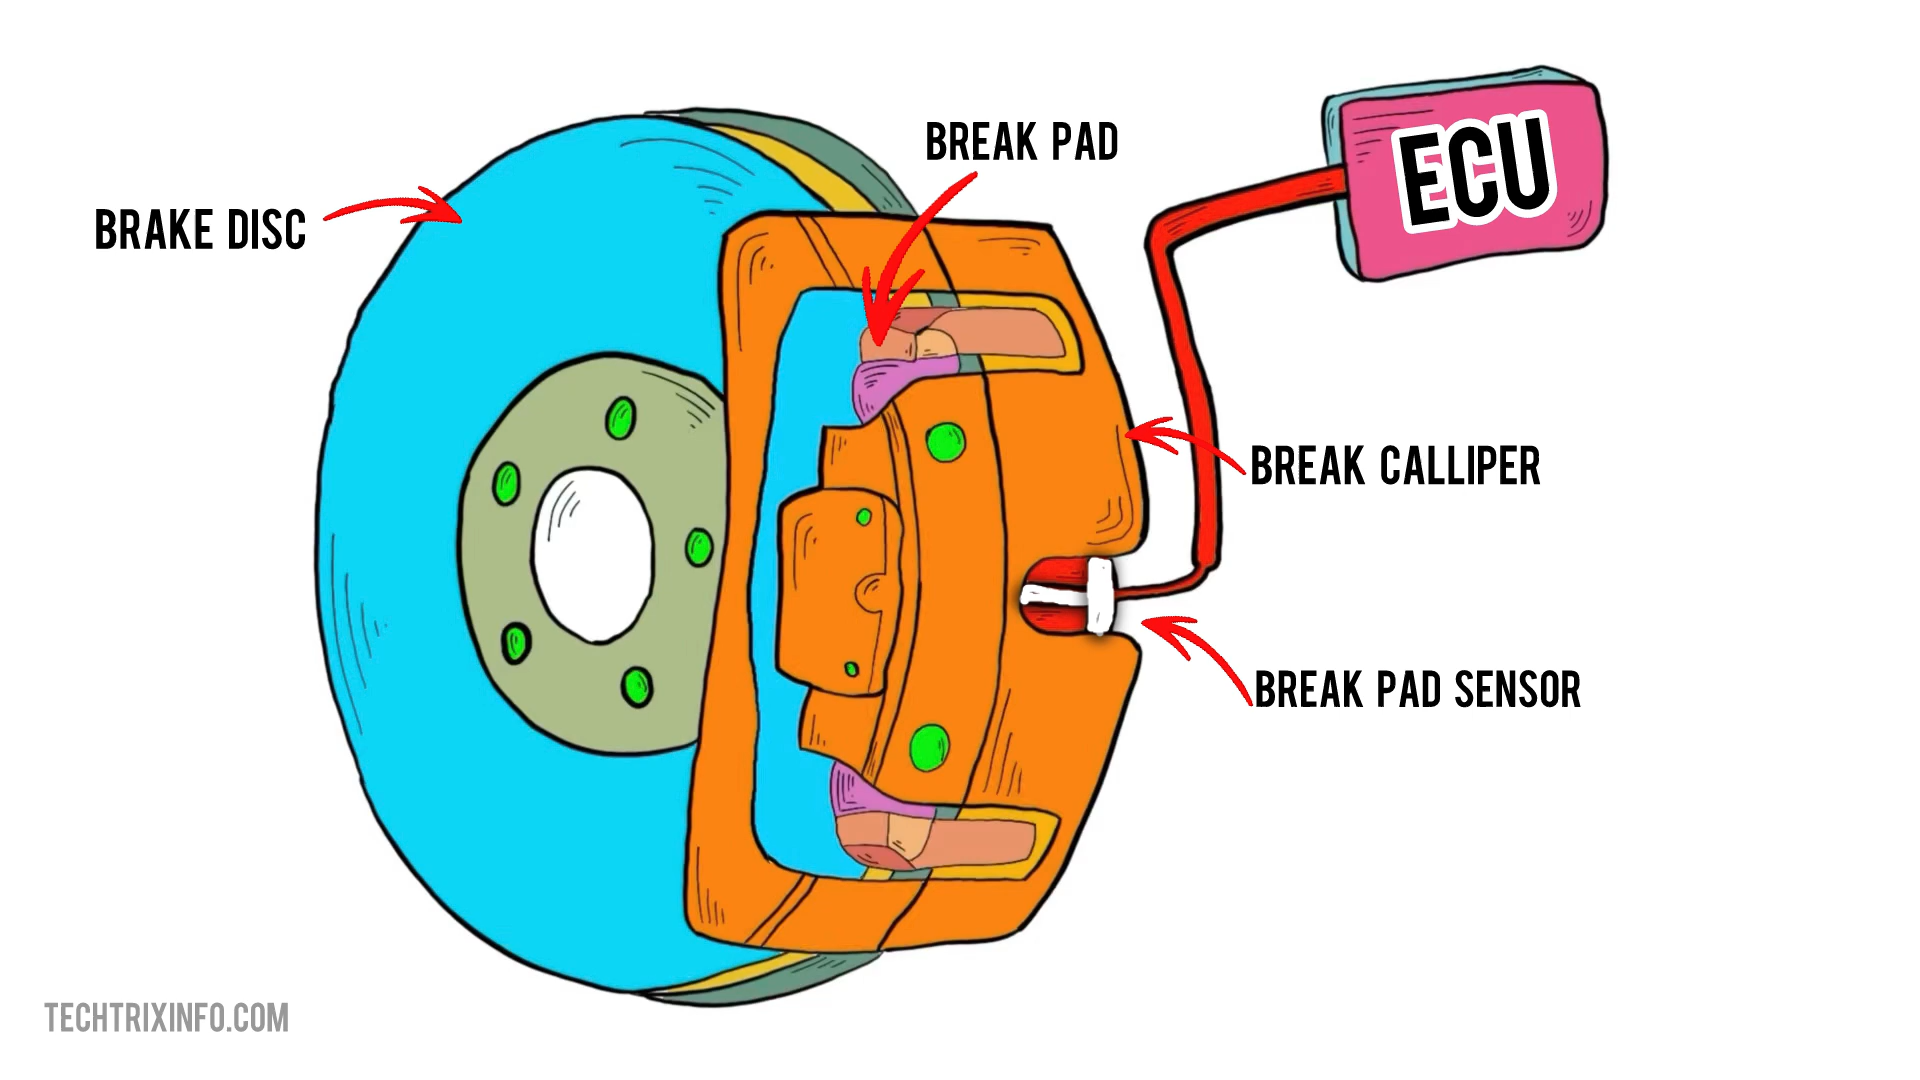 BREAK PAD
ECU
BRAKE DISC
BREAK CALLIPER
BREAK PAD SENSOR
TECHTRIXINFO.COM